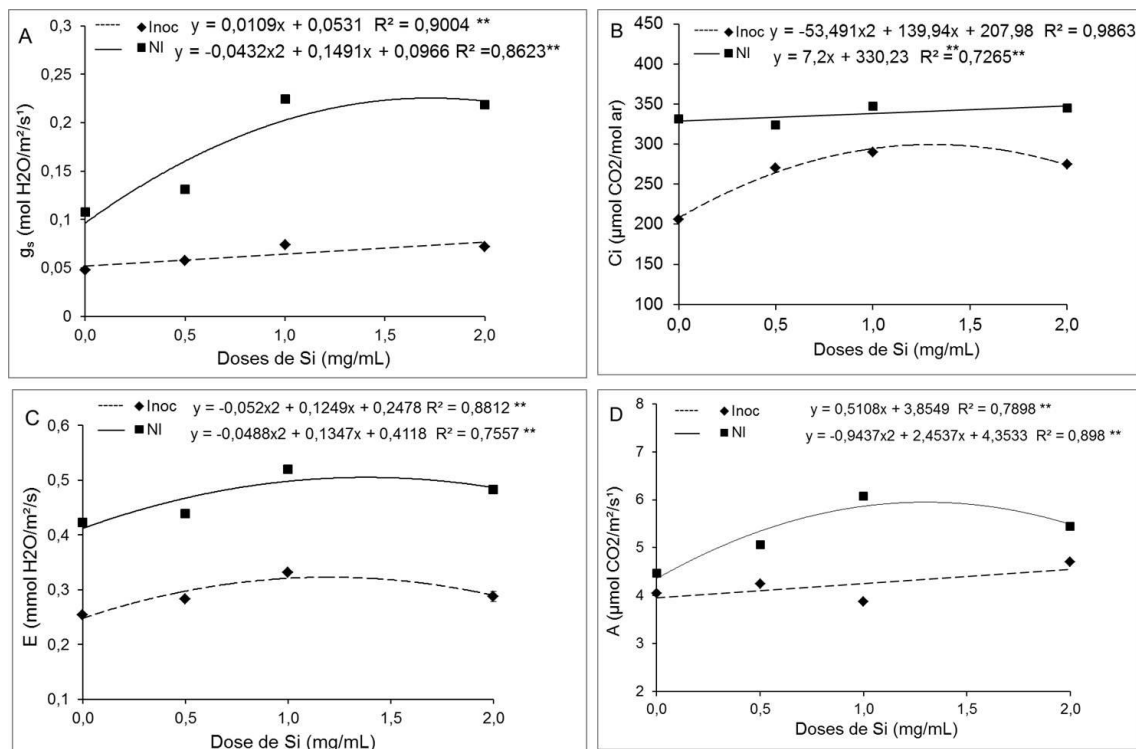 A
Inoc y = 0,0109x + 0,0531 R² = 0,9004 **
NI y = -0,0432x2 + 0,1491x + 0,0966 R² =0,8623**
0,3
0,25
0,2
0,15
0,1
0,05
0
gₛ (mol H2O/m²/s¹)
0,0 0,5 1,0 1,5 2,0
Doses de Si (mg/mL)
B
Inoc y = -53,491x2 + 139,94x + 207,98 R² = 0,9863
**
NI y = 7,2x + 330,23 R² = 0,7265**
450
400
350
300
250
200
150
100
Ci (µmol CO2/mol ar)
0,0 0,5 1,0 1,5 2,0
Doses de Si (mg/mL)
C
Inoc y = -0,052x2 + 0,1249x + 0,2478 R² = 0,8812 **
NI y = -0,0488x2 + 0,1347x + 0,4118 R² = 0,7557 **
0,6
0,5
0,4
0,3
0,2
0,1
E (mmol H2O/m²/s)
0,0 0,5 1,0 1,5 2,0
Dose de Si (mg/mL)
D
Inoc y = 0,5108x + 3,8549 R² = 0,7898 **
NI y = -0,9437x2 + 2,4537x + 4,3533 R² = 0,898 **
8
7
6
5
4
3
2
A (µmol CO2/m²/s¹)
0,0 0,5 1,0 1,5 2,0
Doses de Si (mg/mL)